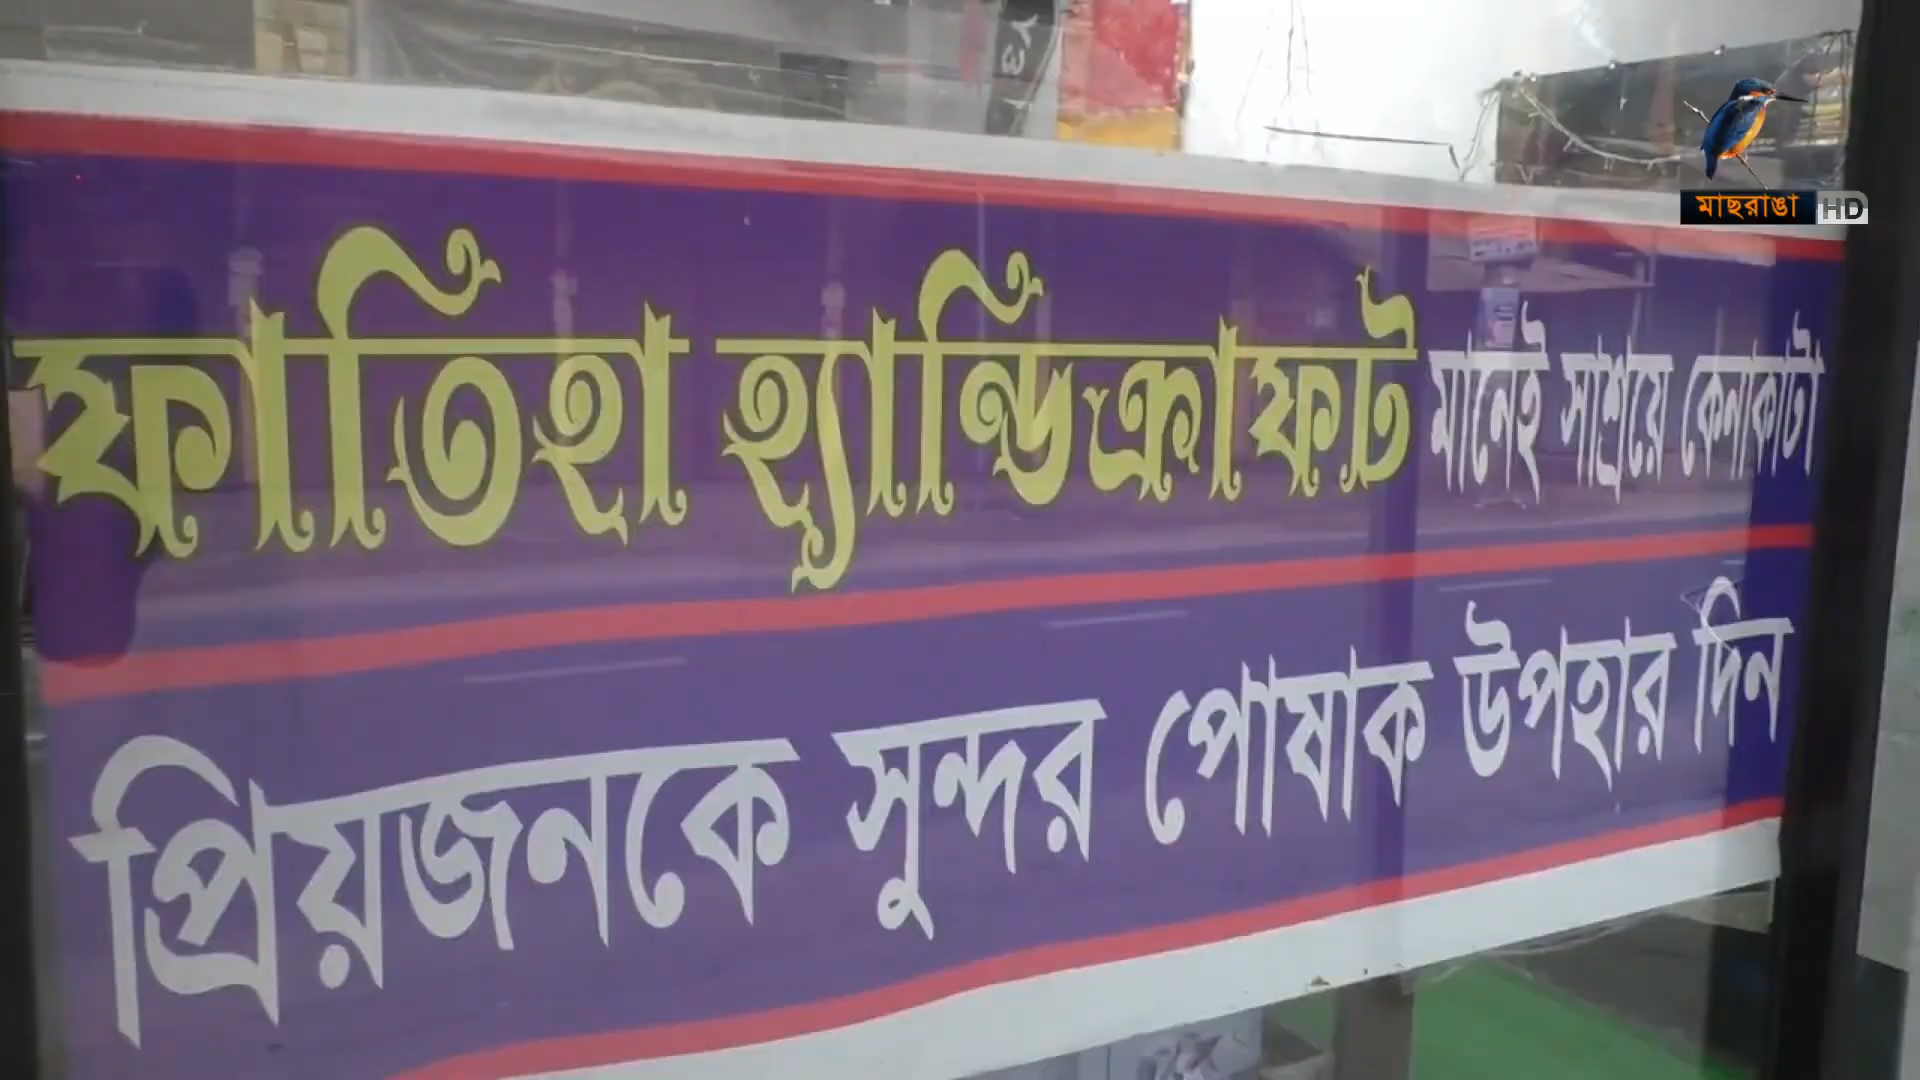 ফাতিহা হ্যান্ডিক্রাফট মানেই সাশ্রয়ে কেনাকাটা
প্রিয়জনকে সুন্দর পোষাক উপহার দিন
মাছরাঙা HD